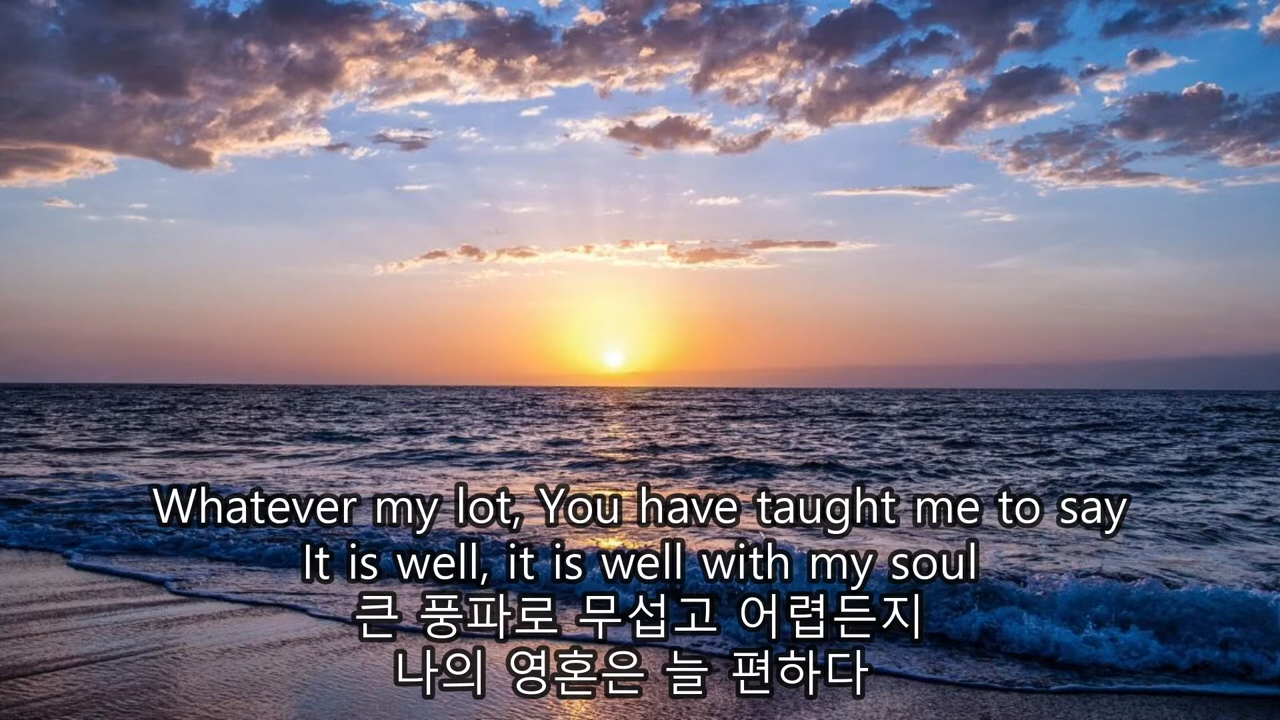 Whatever my lot, You have taught me to say
It is well, it is well with my soul
큰 풍파로 무섭고 어렵든지
나의 영혼은 늘 편하다